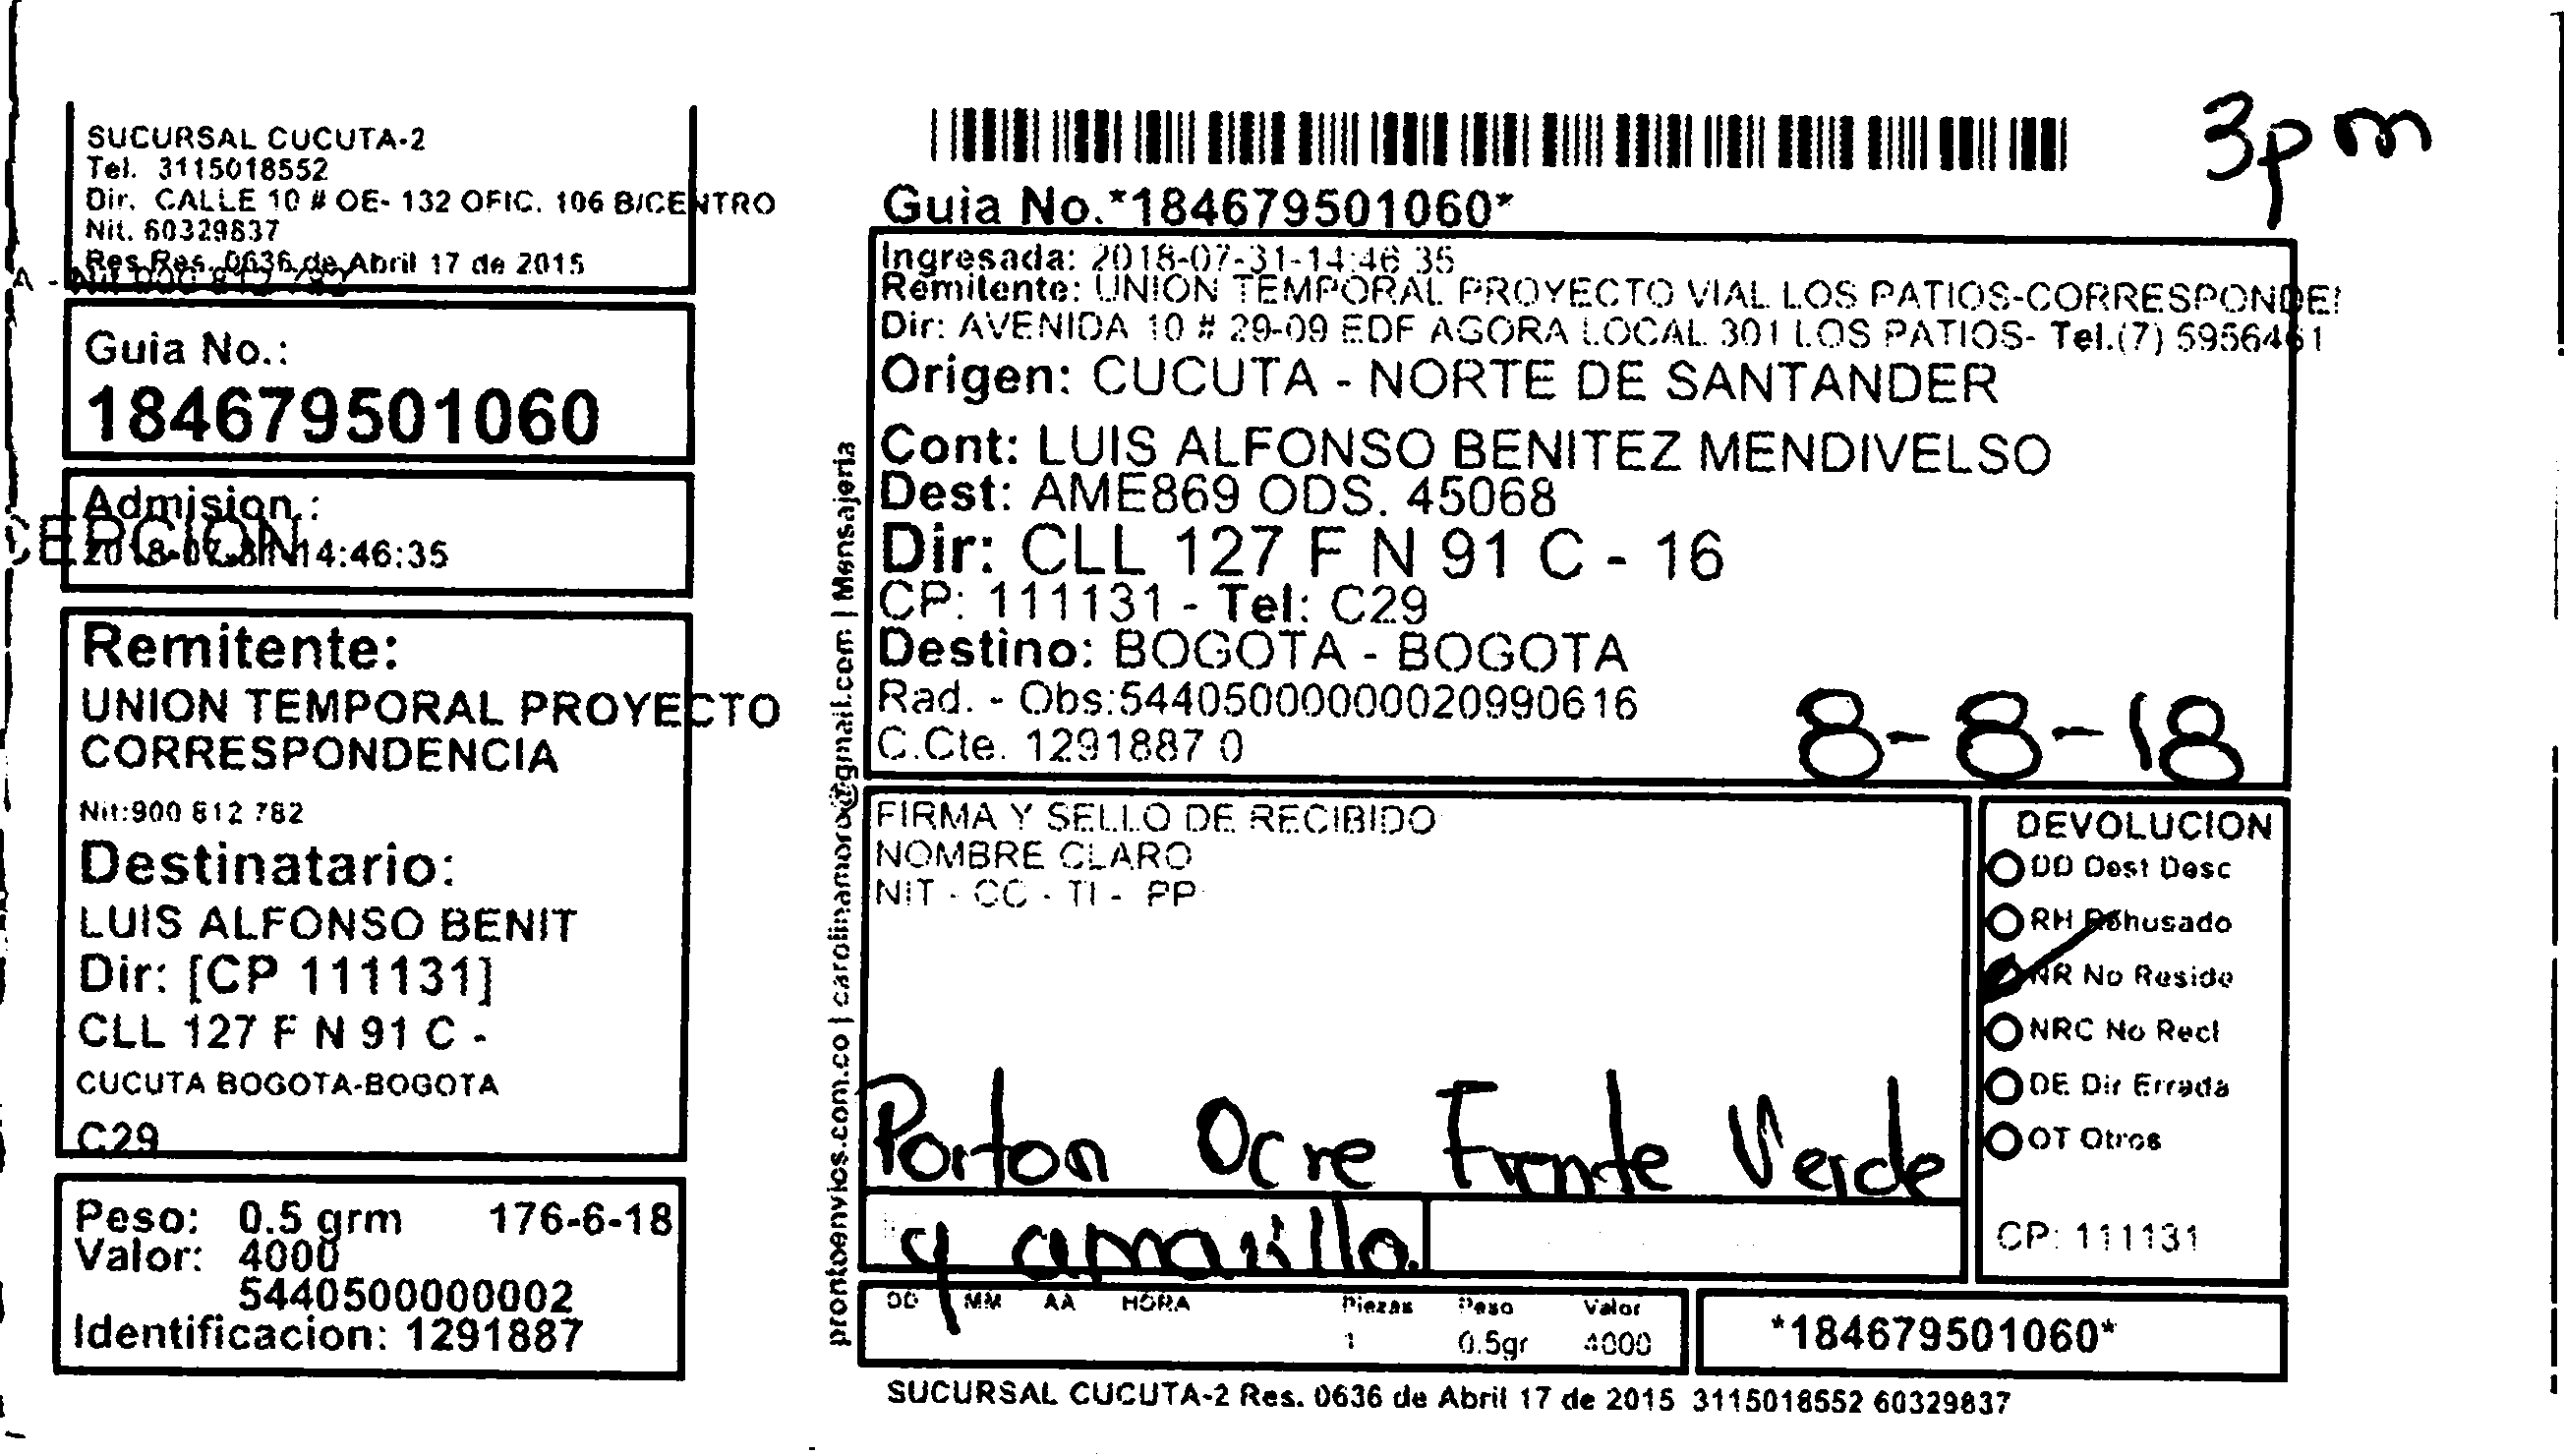 SUCURSAL CUCUTA-2
Tel. 3115018552
Dir. CALLE 10 # OE- 132 OFIC. 106 B/CENTRO
Nit. 60329837
Res Res. 0636 de Abril 17 de 2015
Guia No.:
184679501060
Admision.:
14:46:35
Remitente:
UNION TEMPORAL PROYECTO
CORRESPONDENCIA
Nit:900 812 782
Destinatario:
LUIS ALFONSO BENIT
Dir: [CP 111131]
CLL 127 F N 91 C -
CUCUTA BOGOTA-BOGOTA
C29
Peso: 0.5 grm 176-6-18
Valor: 4000
5440500000002
Identificacion: 1291887
prontoenvios.com.co | carolinamoro@gmail.com | Mensajeria
3pm
Guia No.*184679501060*
Ingresada: 2018-07-31-14:46 35
Remitente: UNION TEMPORAL PROYECTO VIAL LOS PATIOS-CORRESPONDE
Dir: AVENIDA 10 # 29-09 EDF AGORA LOCAL 301 LOS PATIOS- Tel.(7) 5956461
Origen: CUCUTA - NORTE DE SANTANDER
Cont: LUIS ALFONSO BENITEZ MENDIVELSO
Dest: AME869 ODS. 45068
Dir: CLL 127 F N 91 C - 16
CP: 111131 - Tel: C29
Destino: BOGOTA - BOGOTA
Rad. - Obs:544050000000020990616
C.Cte. 1291887 0
8-8-18
FIRMA Y SELLO DE RECIBIDO
NOMBRE CLARO
NIT - CC - TI - PP
Porton Ocre Frente Verde
y amarillo.
DEVOLUCION
DD Dest Desc
RH Rehusado
NR No Reside
NRC No Recl
DE Dir Errada
OT Otros
CP: 111131
DD MM AA HORA Piezas Peso Valor
1 0.5gr 4000
*184679501060*
SUCURSAL CUCUTA-2 Res. 0636 de Abril 17 de 2015 3115018552 60329837